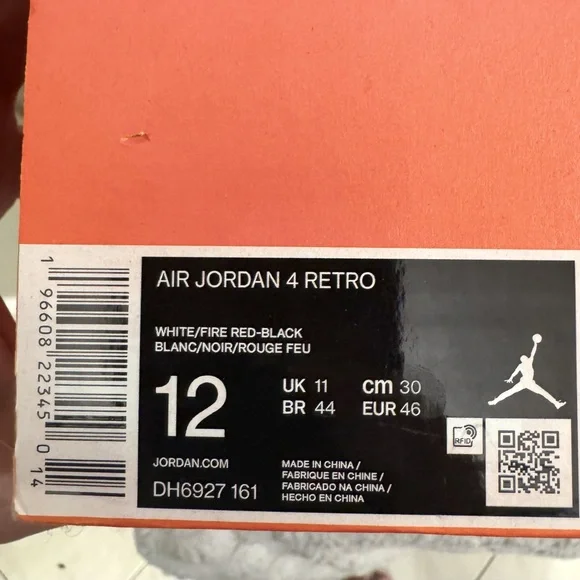 AIR JORDAN 4 RETRO
WHITE/FIRE RED-BLACK
BLANC/NOIR/ROUGE FEU
12
UK 11 cm 30
BR 44 EUR 46
JORDAN.COM
DH6927 161
MADE IN CHINA /
FABRIQUE EN CHINE /
FABRICADO NA CHINA /
HECHO EN CHINA
RFID
1 96608 22345 014